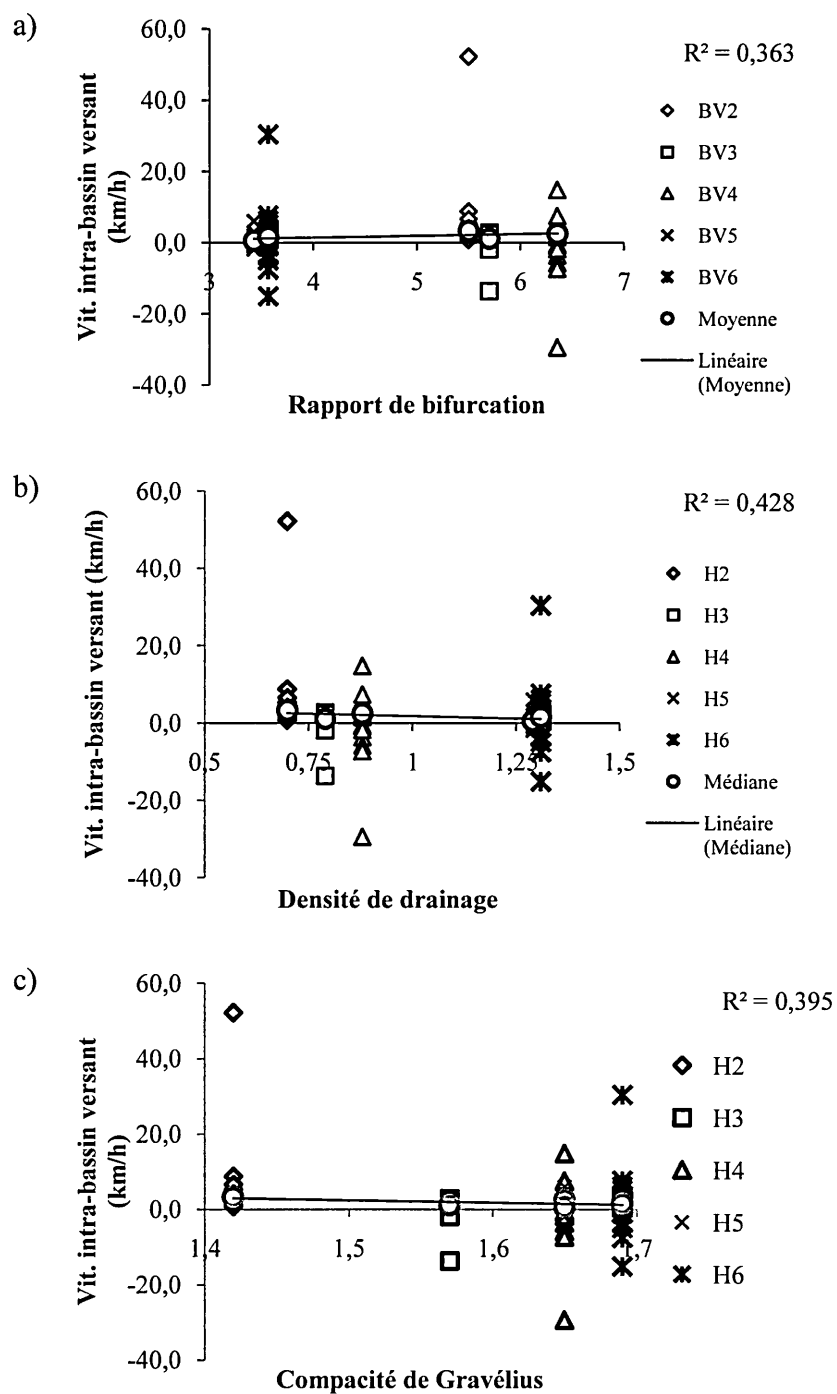 a)
Vit. intra-bassin versant
(km/h)
60,0
40,0
20,0
0,0
-20,0
-40,0
3
4
5
6
7
Rapport de bifurcation
R² = 0,363
BV2
BV3
BV4
BV5
BV6
Moyenne
Linéaire
(Moyenne)
b)
Vit. intra-bassin versant (km/h)
60,0
40,0
20,0
0,0
-20,0
-40,0
0,5
0,75
1
1,25
1,5
Densité de drainage
R² = 0,428
H2
H3
H4
H5
H6
Médiane
Linéaire
(Médiane)
c)
Vit. intra-bassin versant
(km/h)
60,0
40,0
20,0
0,0
-20,0
-40,0
1,4
1,5
1,6
1,7
Compacité de Gravélius
R² = 0,395
H2
H3
H4
H5
H6